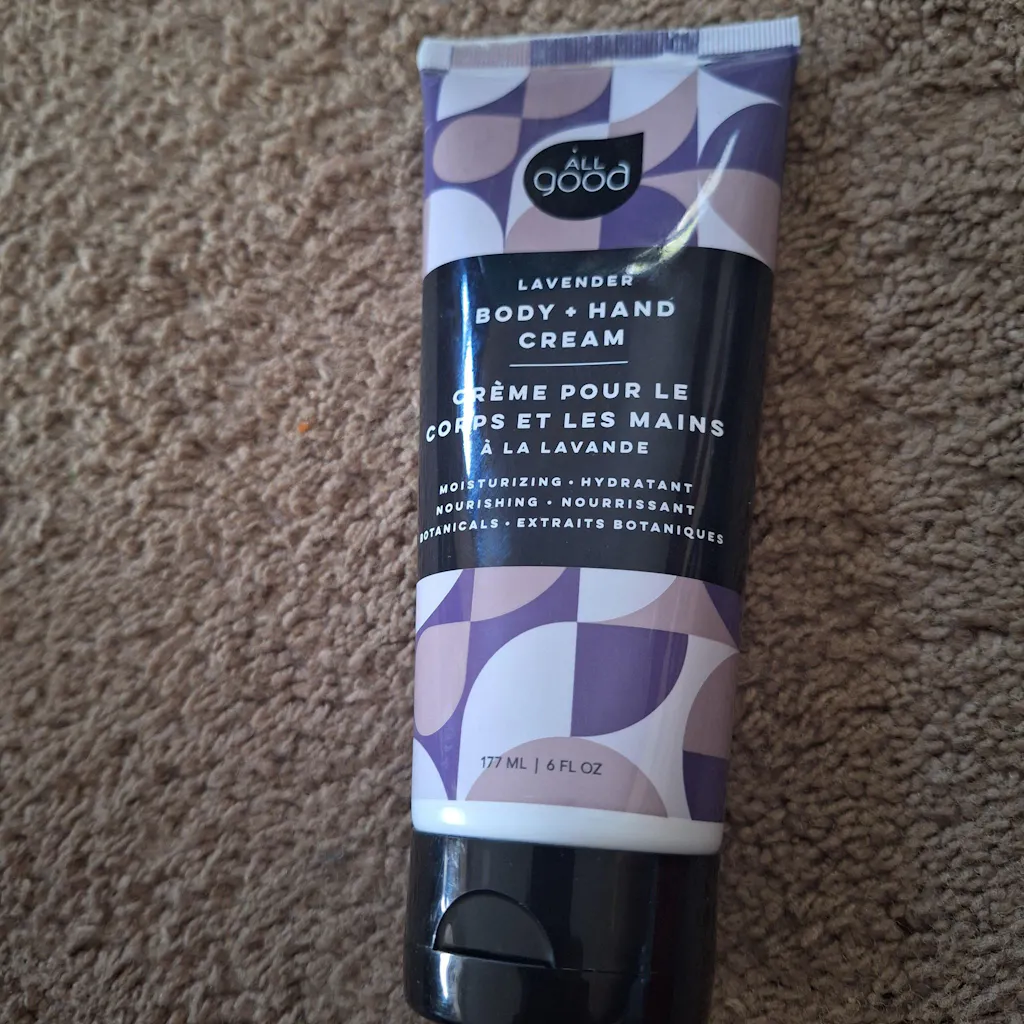 ALL
good
LAVENDER
BODY + HAND
CREAM
CRÈME POUR LE
CORPS ET LES MAINS
À LA LAVANDE
MOISTURIZING • HYDRATANT
NOURISHING • NOURRISSANT
BOTANICALS • EXTRAITS BOTANIQUES
177 ML | 6 FL OZ